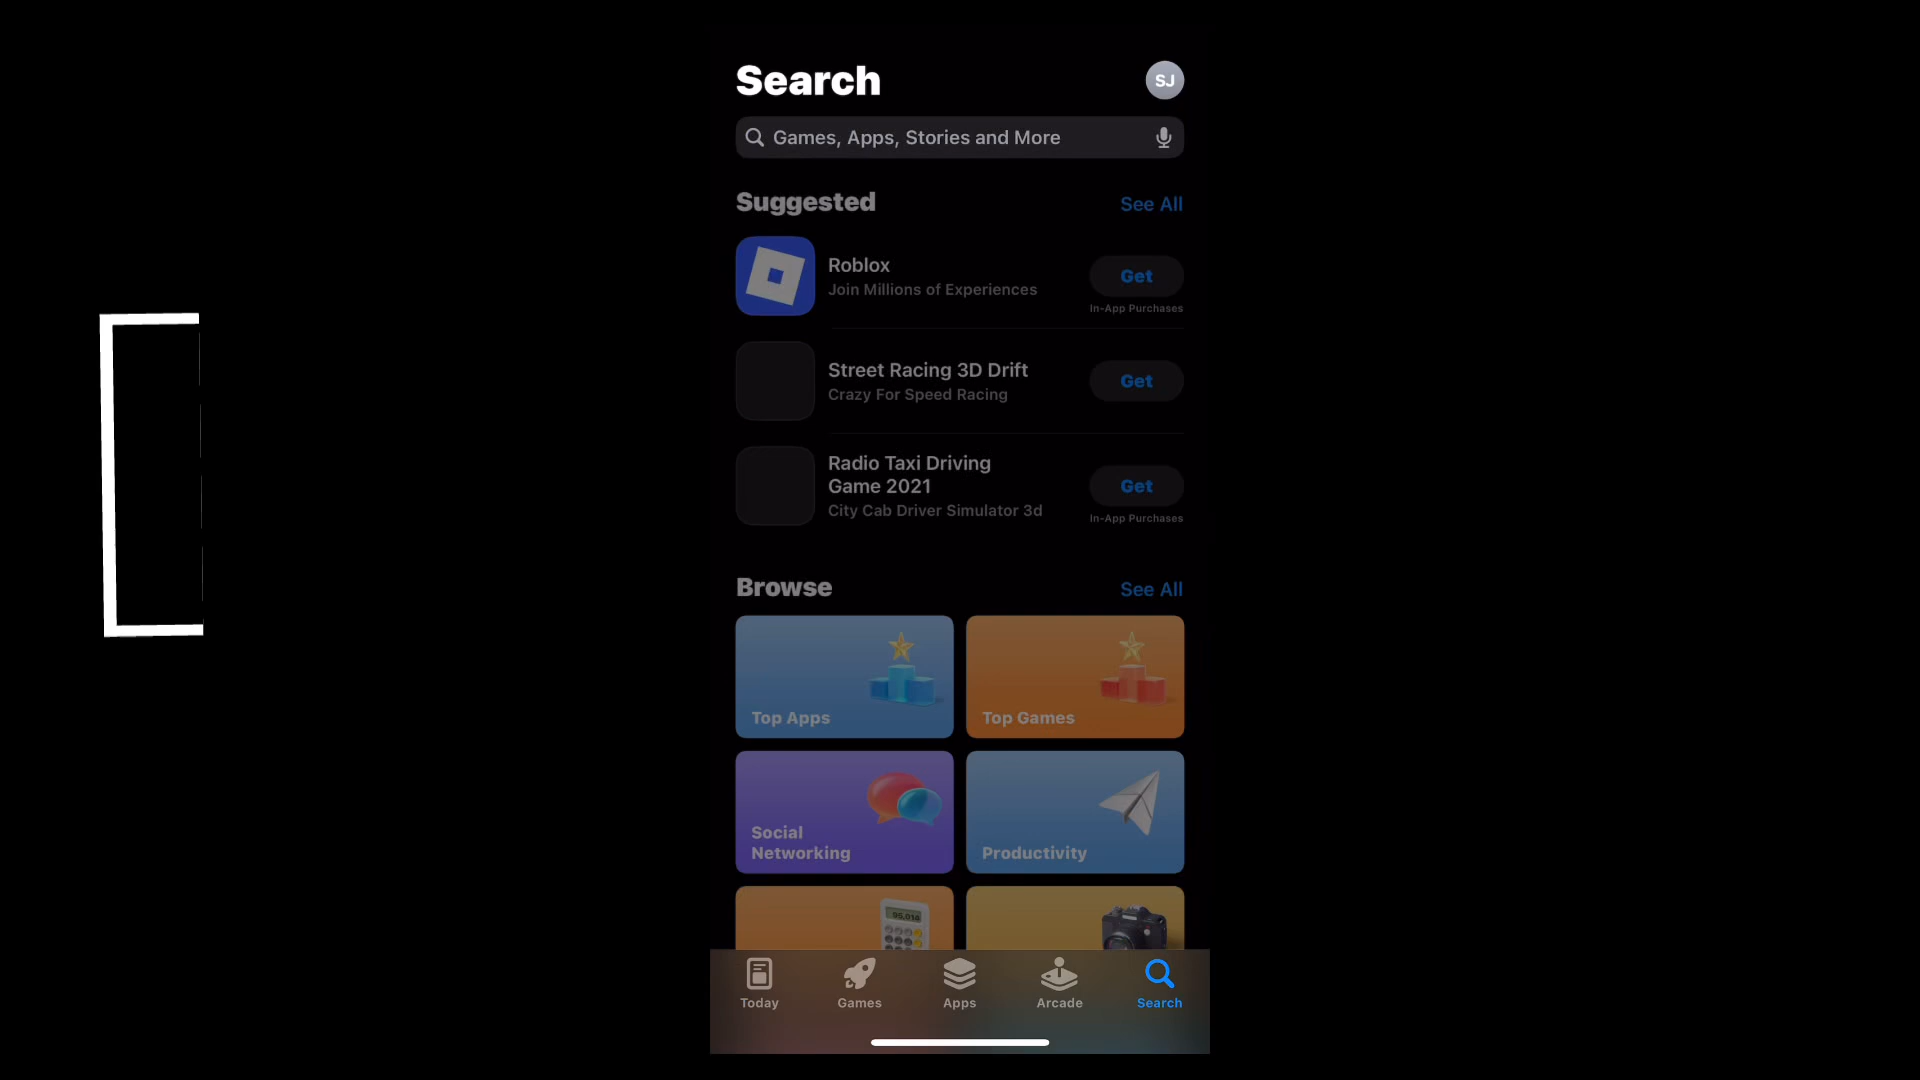 Search
SJ
Games, Apps, Stories and More
Suggested
See All
Roblox
Join Millions of Experiences
Get
In-App Purchases
Street Racing 3D Drift
Crazy For Speed Racing
Get
Radio Taxi Driving
Game 2021
City Cab Driver Simulator 3d
Get
In-App Purchases
Browse
See All
Top Apps
Top Games
Social
Networking
Productivity
Today
Games
Apps
Arcade
Search